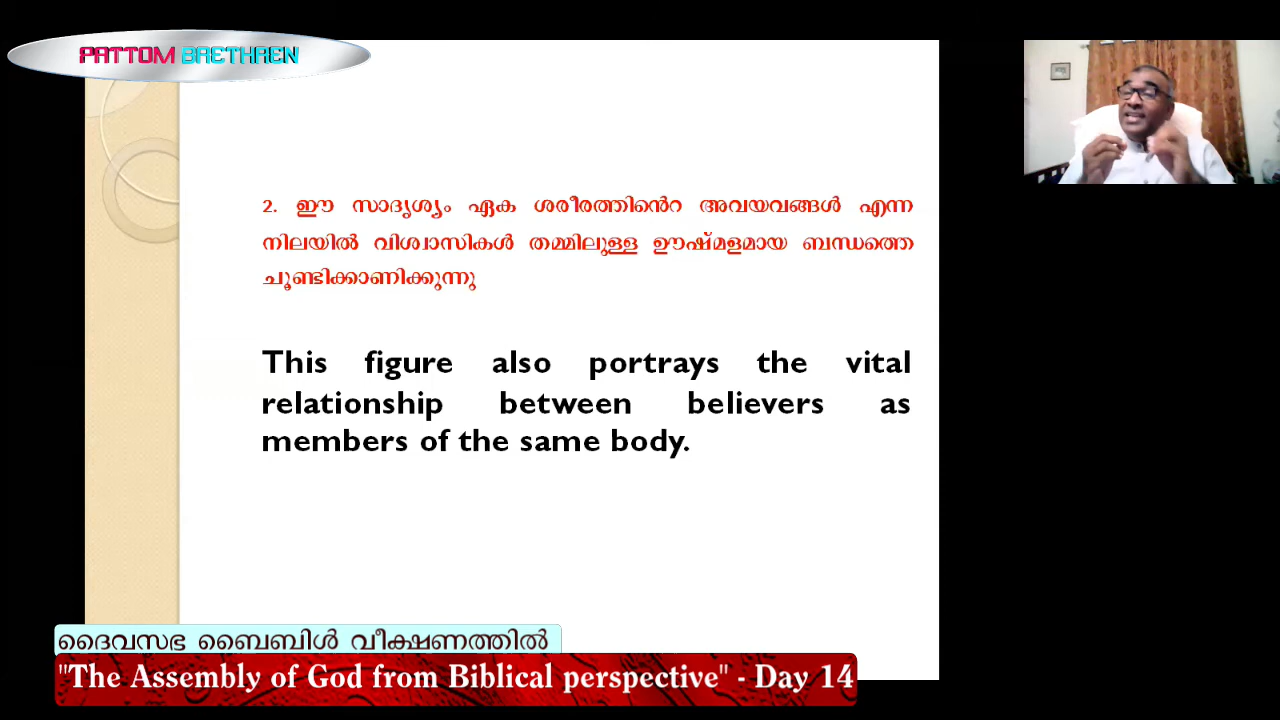 PATTOM BRETHREN
2. ഈ സാദൃശ്യം ഏക ശരീരത്തിൻെറ അവയവങ്ങൾ എന്ന
നിലയിൽ വിശ്വാസികൾ തമ്മിലുള്ള ഊഷ്മളമായ ബന്ധത്തെ
ചൂണ്ടിക്കാണിക്കുന്നു
This figure also portrays the vital
relationship between believers as
members of the same body.
ദൈവസഭ ബൈബിൾ വീക്ഷണത്തിൽ
"The Assembly of God from Biblical perspective" - Day 14